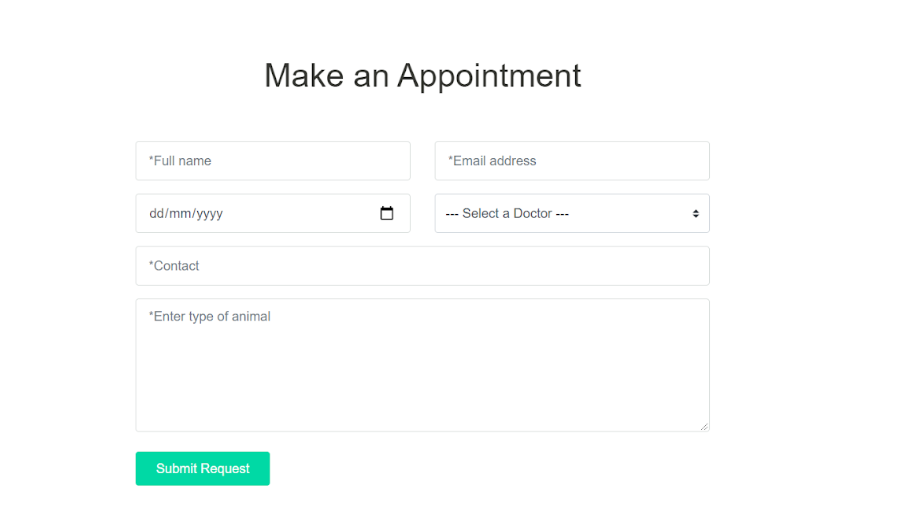 Make an Appointment
*Full name
*Email address
dd/mm/yyyy
--- Select a Doctor ---
*Contact
*Enter type of animal
Submit Request